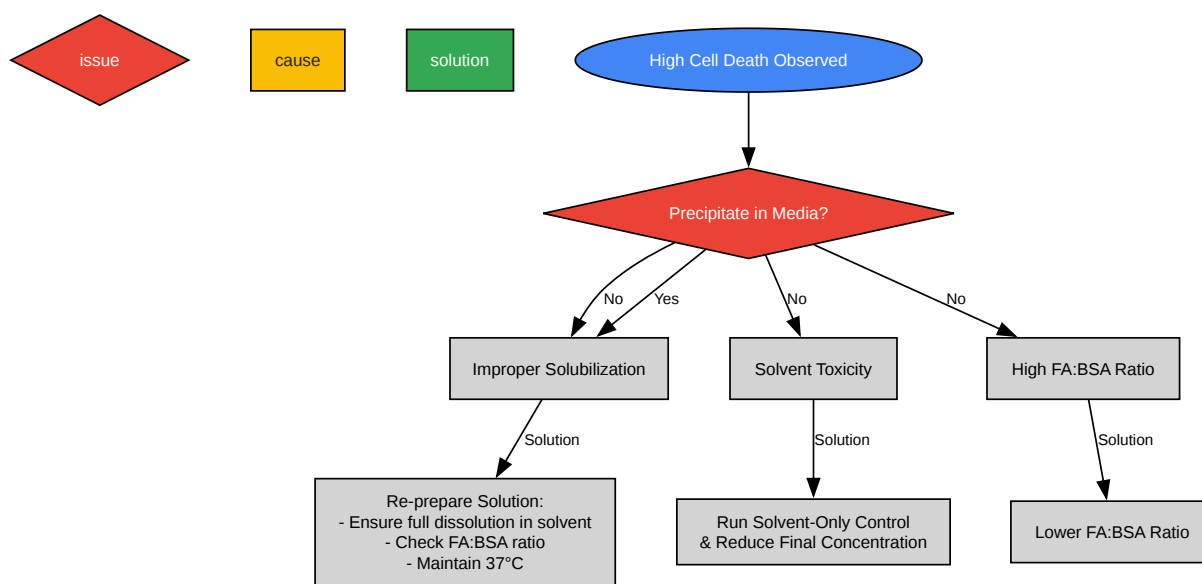 issue
cause
solution
High Cell Death Observed
Precipitate in Media?
No
Yes
No
No
Improper Solubilization
Solvent Toxicity
High FA:BSA Ratio
Solution
Solution
Solution
Re-prepare Solution:
- Ensure full dissolution in solvent
- Check FA:BSA ratio
- Maintain 37°C
Run Solvent-Only Control
& Reduce Final Concentration
Lower FA:BSA Ratio